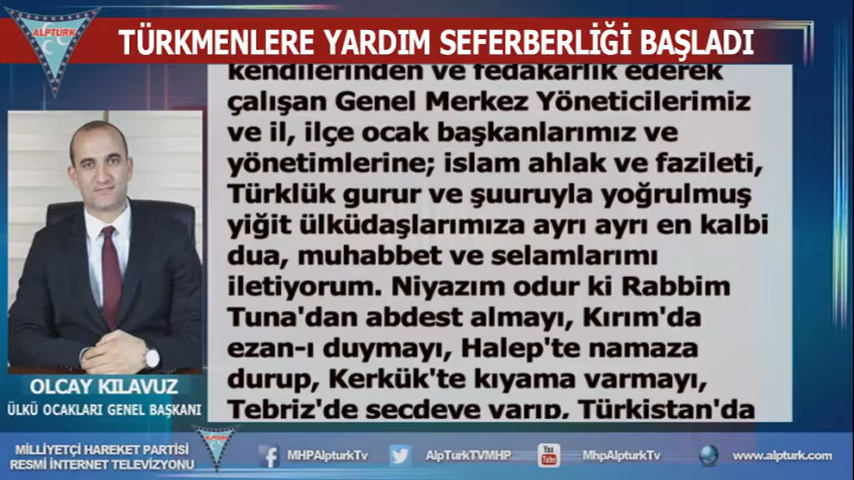 ALPTURK
TÜRKMENLERE YARDIM SEFERBERLİĞİ BAŞLADI
kendilerinden ve fedakarlık ederek
çalışan Genel Merkez Yöneticilerimiz
ve il, ilçe ocak başkanlarımız ve
yönetimlerine; islam ahlak ve fazileti,
Türklük gurur ve şuuruyla yoğrulmuş
yiğit ülküdaşlarımıza ayrı ayrı en kalbi
dua, muhabbet ve selamlarımı
iletiyorum. Niyazım odur ki Rabbim
Tuna'dan abdest almayı, Kırım'da
ezan-ı duymayı, Halep'te namaza
durup, Kerkük'te kıyama varmayı,
Tebriz'de secdeye varıp, Türkistan'da
OLCAY KILAVUZ
ÜLKÜ OCAKLARI GENEL BAŞKANI
MİLLİYETÇİ HAREKET PARTİSİ
RESMİ İNTERNET TELEVİZYONU
ALPTURK
MHPAlpturkTv
AlpTurkTVMHP
You Tube
MhpAlpturkTv
www.alpturk.com